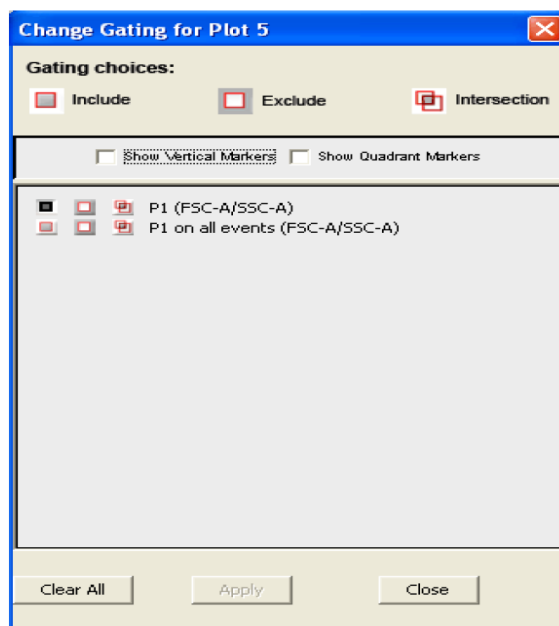 Change Gating for Plot 5
Gating choices:
Include Exclude Intersection
Show Vertical Markers Show Quadrant Markers
P1 (FSC-A/SSC-A)
P1 on all events (FSC-A/SSC-A)
Clear All Apply Close